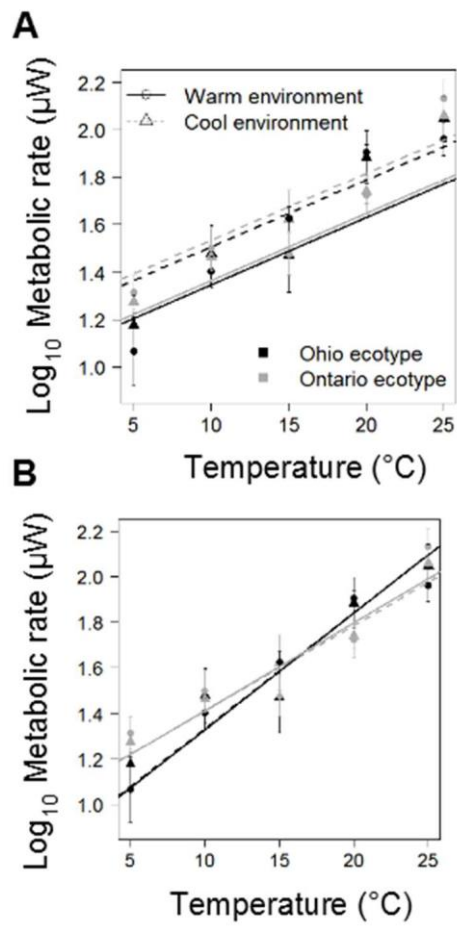 A
Log10 Metabolic rate (µW)
2.2
2.0
1.8
1.6
1.4
1.2
1.0
Warm environment
Cool environment
Ohio ecotype
Ontario ecotype
5 10 15 20 25
Temperature (°C)
B
Log10 Metabolic rate (µW)
2.2
2.0
1.8
1.6
1.4
1.2
1.0
5 10 15 20 25
Temperature (°C)